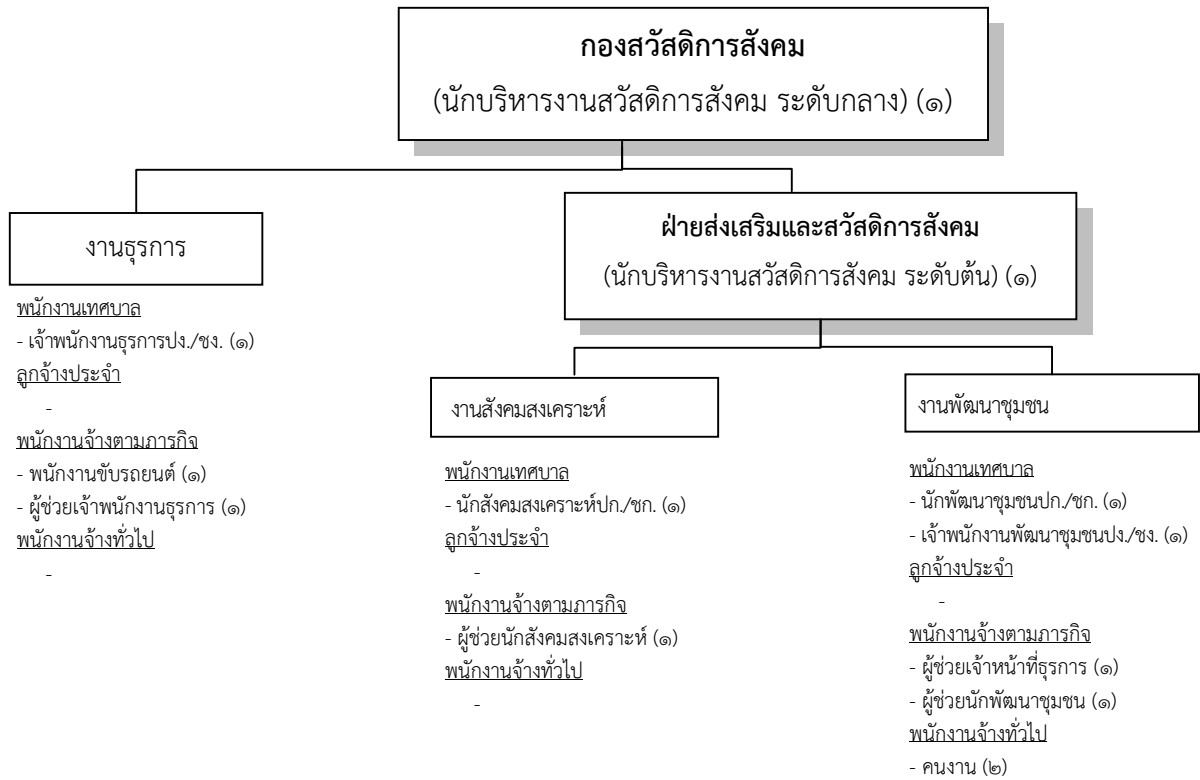 กองสวัสดิการสังคม
(นักบริหารงานสวัสดิการสังคม ระดับกลาง) (๑)
งานธุรการ
พนักงานเทศบาล
- เจ้าพนักงานธุรการปง./ชง. (๑)
ลูกจ้างประจำ
-
พนักงานจ้างตามภารกิจ
- พนักงานขับรถยนต์ (๑)
- ผู้ช่วยเจ้าพนักงานธุรการ (๑)
พนักงานจ้างทั่วไป
-
ฝ่ายส่งเสริมและสวัสดิการสังคม
(นักบริหารงานสวัสดิการสังคม ระดับต้น) (๑)
งานสังคมสงเคราะห์
พนักงานเทศบาล
- นักสังคมสงเคราะห์ปก./ชก. (๑)
ลูกจ้างประจำ
-
พนักงานจ้างตามภารกิจ
- ผู้ช่วยนักสังคมสงเคราะห์ (๑)
พนักงานจ้างทั่วไป
-
งานพัฒนาชุมชน
พนักงานเทศบาล
- นักพัฒนาชุมชนปก./ชก. (๑)
- เจ้าพนักงานพัฒนาชุมชนปง./ชง. (๑)
ลูกจ้างประจำ
-
พนักงานจ้างตามภารกิจ
- ผู้ช่วยเจ้าหน้าที่ธุรการ (๑)
- ผู้ช่วยนักพัฒนาชุมชน (๑)
พนักงานจ้างทั่วไป
- คนงาน (๒)